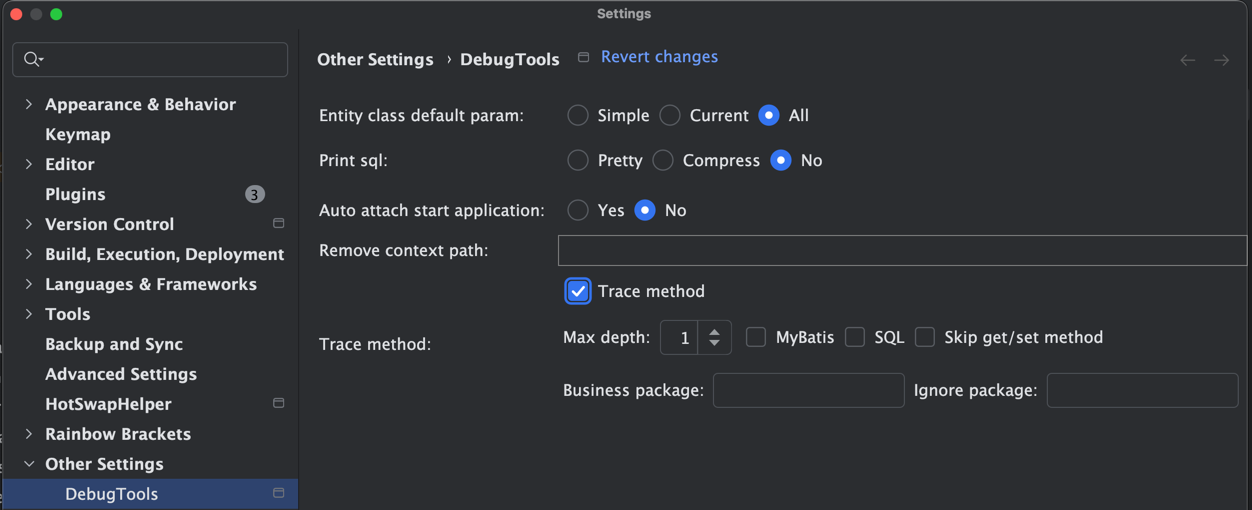 Settings
Other Settings › DebugTools Revert changes
Appearance & Behavior
Keymap
Editor
Plugins 3
Version Control
Build, Execution, Deployment
Languages & Frameworks
Tools
Backup and Sync
Advanced Settings
HotSwapHelper
Rainbow Brackets
Other Settings
DebugTools
Entity class default param: Simple Current All
Print sql: Pretty Compress No
Auto attach start application: Yes No
Remove context path:
Trace method
Trace method:
Max depth: 1 MyBatis SQL Skip get/set method
Business package: Ignore package: